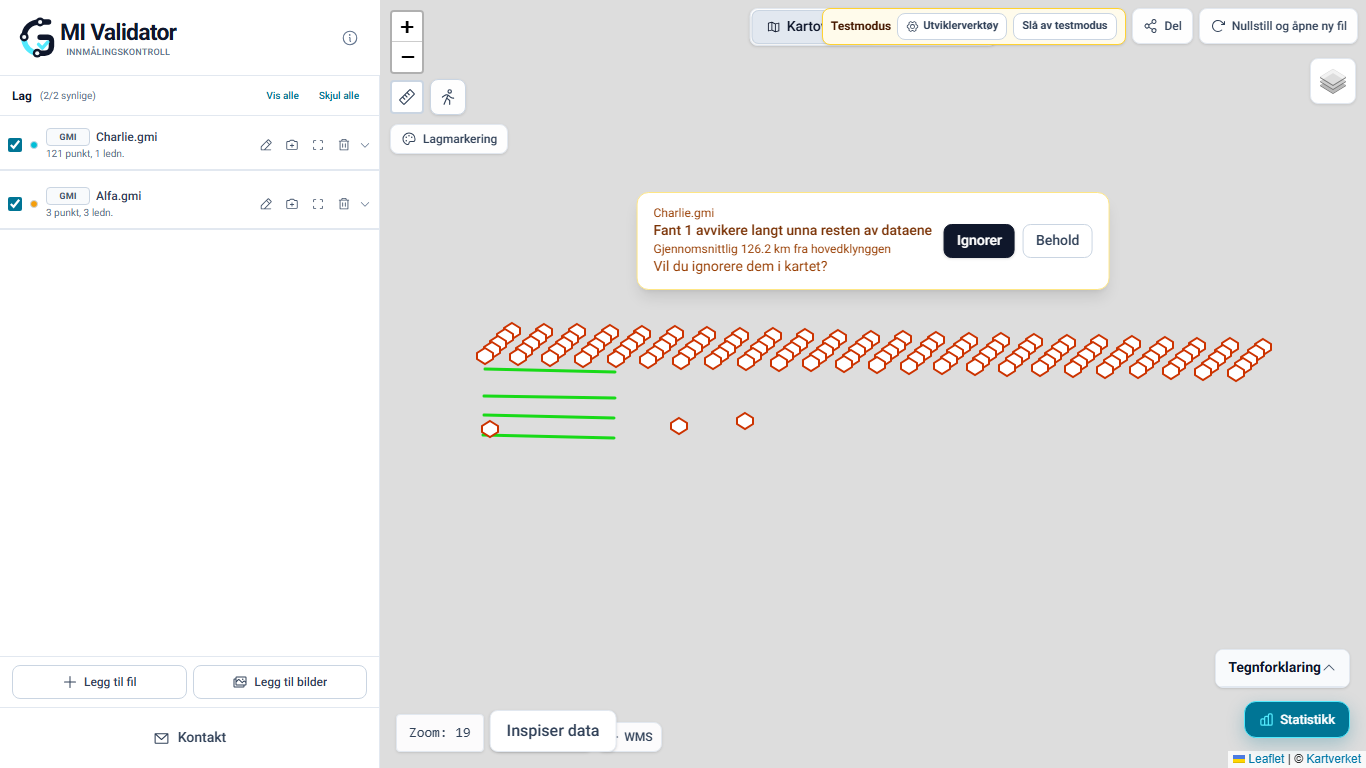 MI Validator
INNMÅLINGSKONTROLL
Lag (2/2 synlige) Vis alle Skjul alle
GMI Charlie.gmi
121 punkt, 1 ledn.
GMI Alfa.gmi
3 punkt, 3 ledn.
Legg til fil Legg til bilder
Kontakt
+
−
Lagmarkering
Testmodus Utviklerverktøy Slå av testmodus Del Nullstill og åpne ny fil
Charlie.gmi
Fant 1 avvikere langt unna resten av dataene
Gjennomsnittlig 126.2 km fra hovedklynggen
Vil du ignorere dem i kartet?
Ignorer Behold
Zoom: 19 Inspiser data WMS
Tegnforklaring
Statistikk
Leaflet | © Kartverket